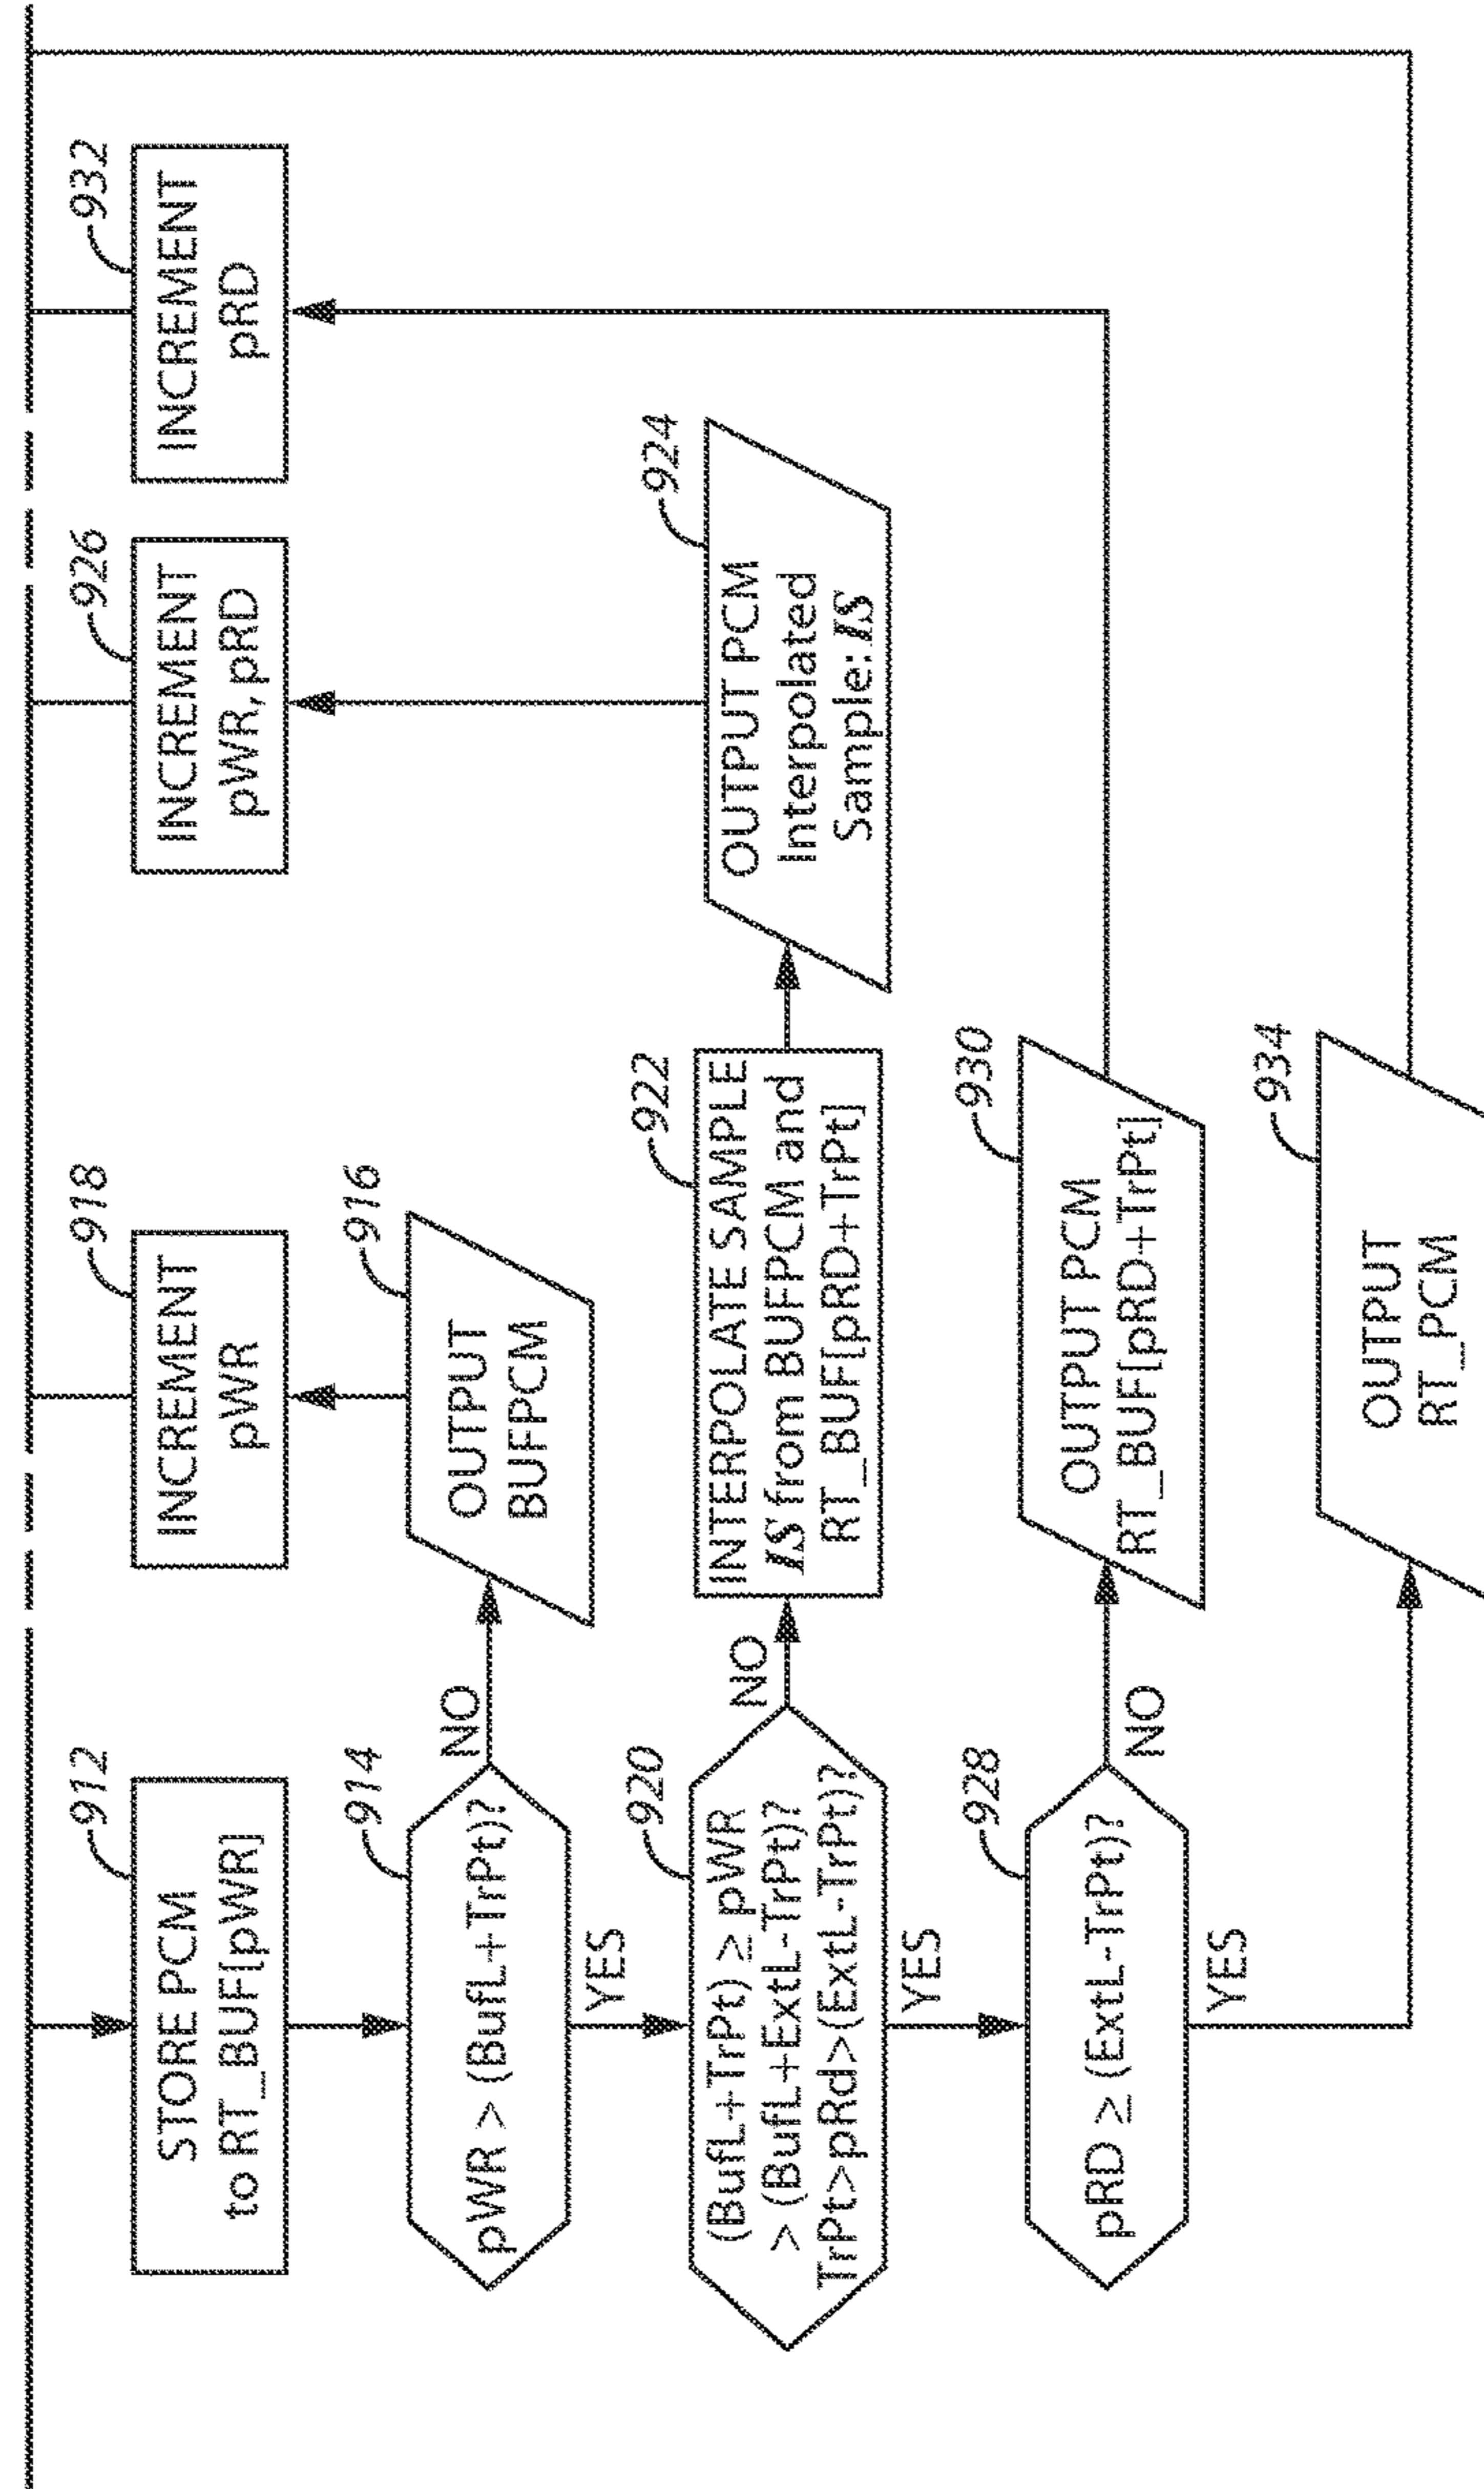 912
STORE PCM
to RT_BUF[pWR]
914
pWR > (BufL+TrPt)?
NO
YES
916
OUTPUT
BUFPCM
918
INCREMENT
pWR
920
(BufL+TrPt) ≥ pWR
> (BufL+ExtL-TrPt)?
TrPt>pRd>(ExtL-TrPt)?
NO
YES
922
INTERPOLATE SAMPLE
IS from BUFPCM and
RT_BUF[pRD+TrPt]
924
OUTPUT PCM
Interpolated
Sample: IS
926
INCREMENT
pWR, pRD
928
pRD ≥ (ExtL-TrPt)?
NO
YES
930
OUTPUT PCM
RT_BUF[pRD+TrPt]
932
INCREMENT
pRD
934
OUTPUT
RT_PCM